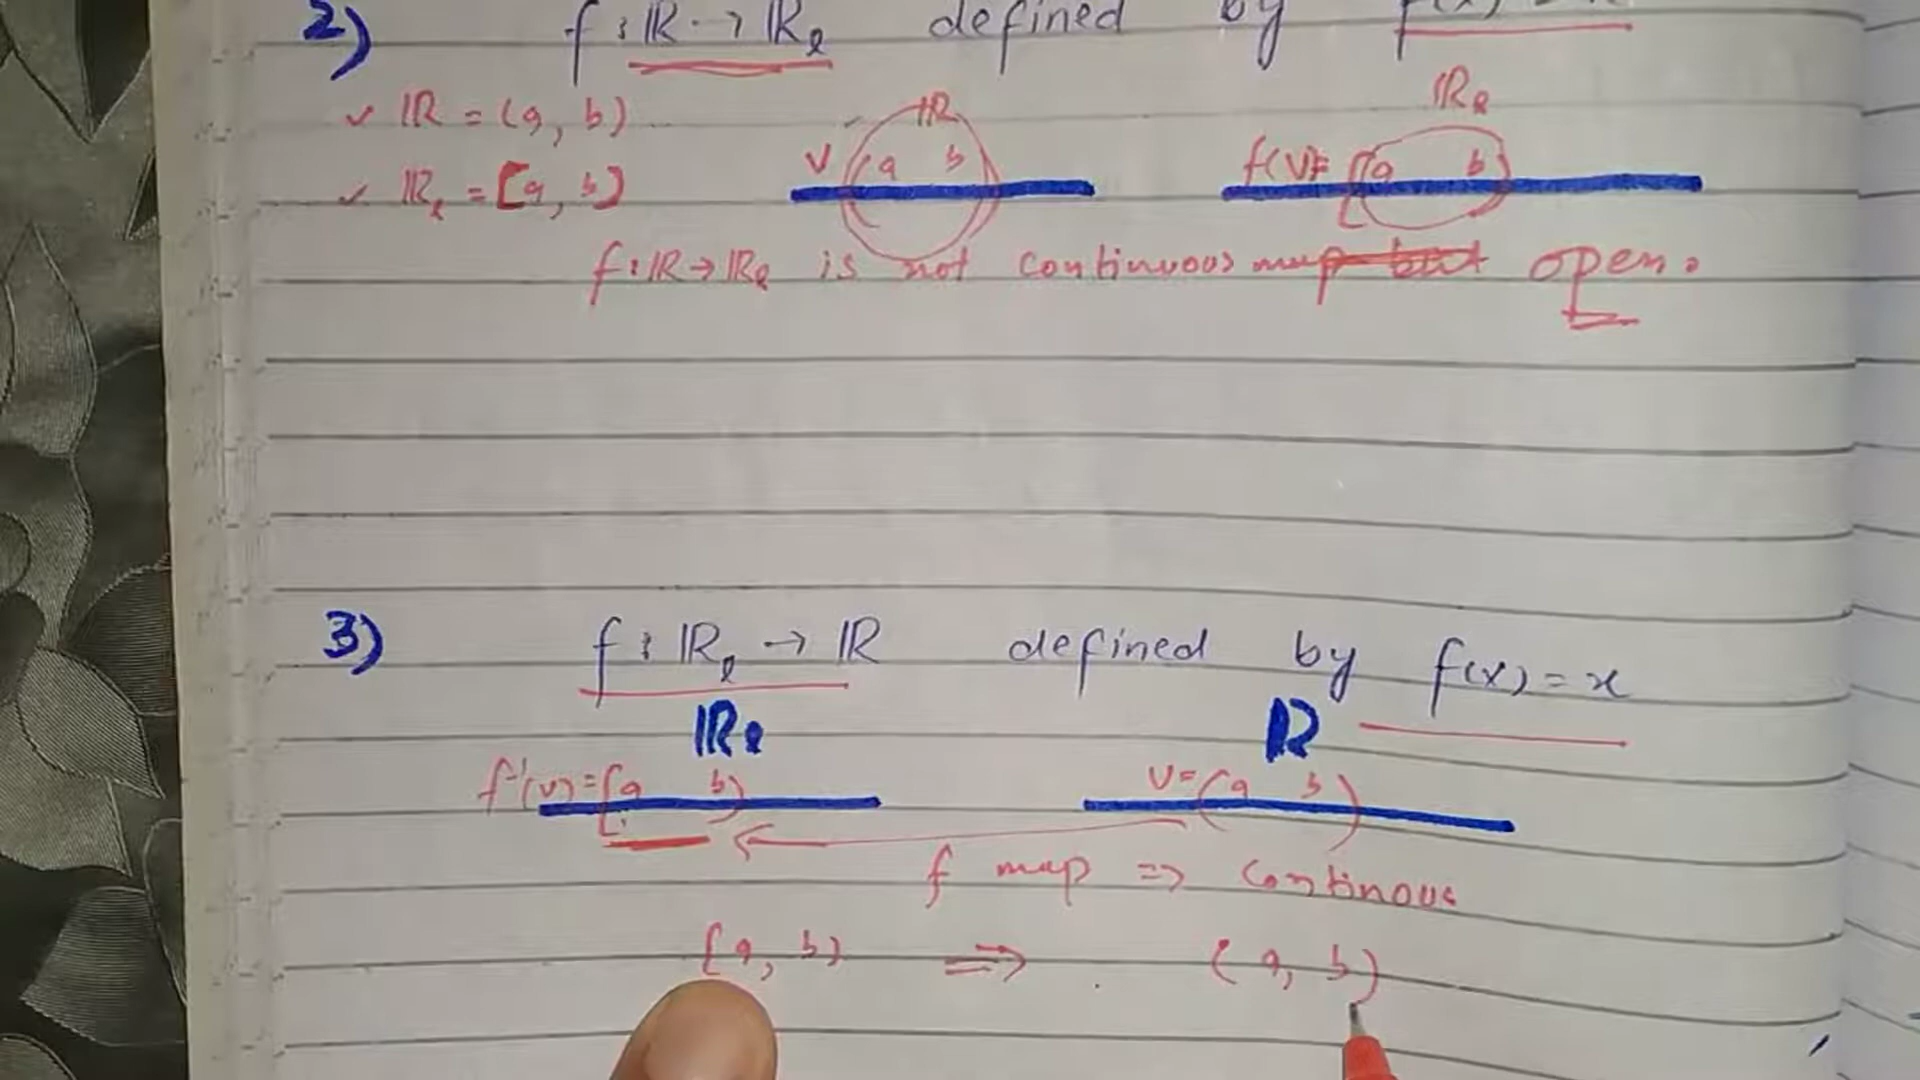 2) f : ℝ → ℝℓ defined by f(x) = x
✓ ℝ = (a, b)
ℝ
ℝℓ
✓ ℝℓ = [a, b)
V (a b)
f(V)= [a b)
f : ℝ → ℝℓ is not continuous open.
3) f : ℝℓ → ℝ defined by f(x) = x
ℝℓ
ℝ
f⁻¹(v) = [a b)
V = (a b)
f map => continous
[a, b) => (a, b)